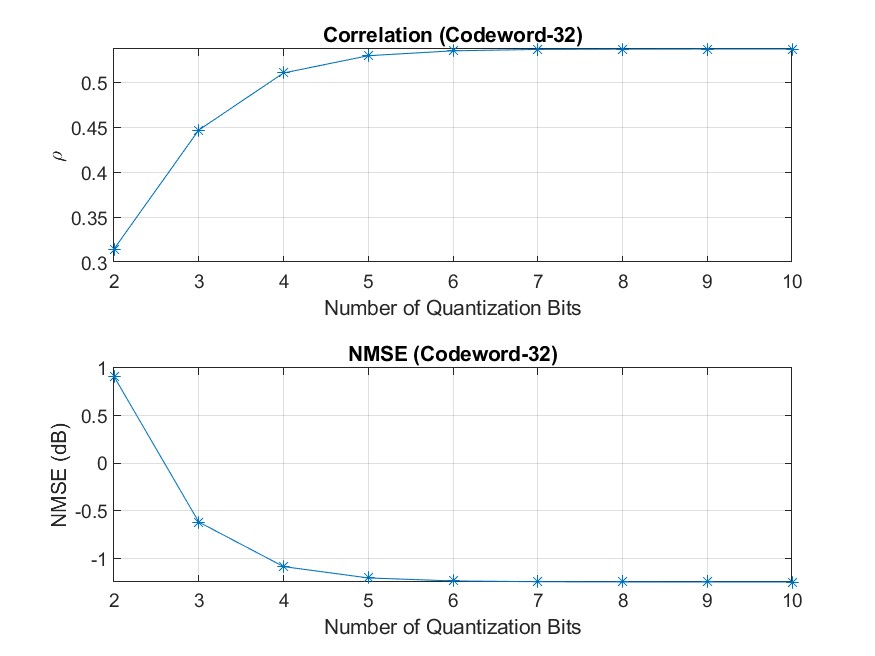 Correlation (Codeword-32)
0.5
0.45
0.4
0.35
0.3
ρ
2 3 4 5 6 7 8 9 10
Number of Quantization Bits
NMSE (Codeword-32)
1
0.5
0
-0.5
-1
NMSE (dB)
2 3 4 5 6 7 8 9 10
Number of Quantization Bits